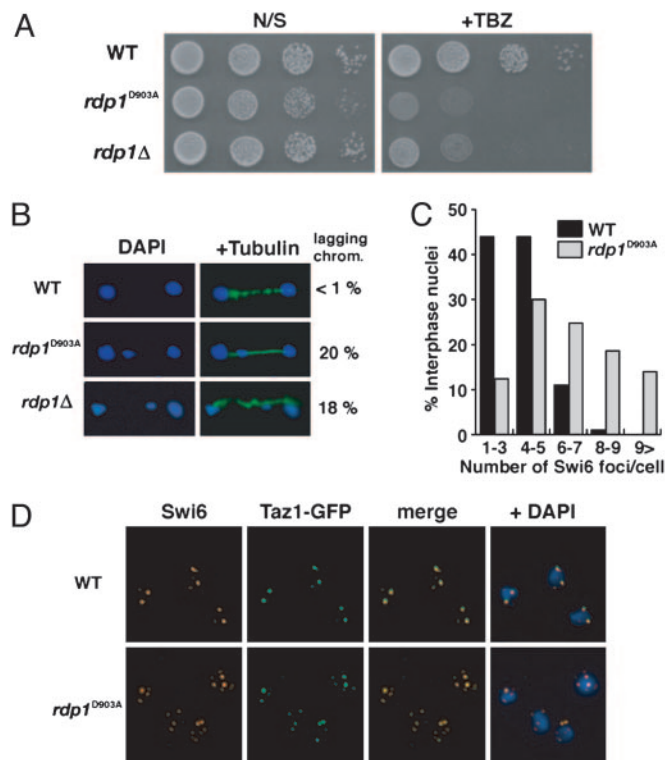 A
N/S +TBZ
WT
rdp1D903A
rdp1Δ
B
DAPI +Tubulin lagging chrom.
WT < 1 %
rdp1D903A 20 %
rdp1Δ 18 %
C
WT
rdp1D903A
% Interphase nuclei
50
40
30
20
10
0
1-3 4-5 6-7 8-9 9>
Number of Swi6 foci/cell
D
Swi6 Taz1-GFP merge + DAPI
WT
rdp1D903A